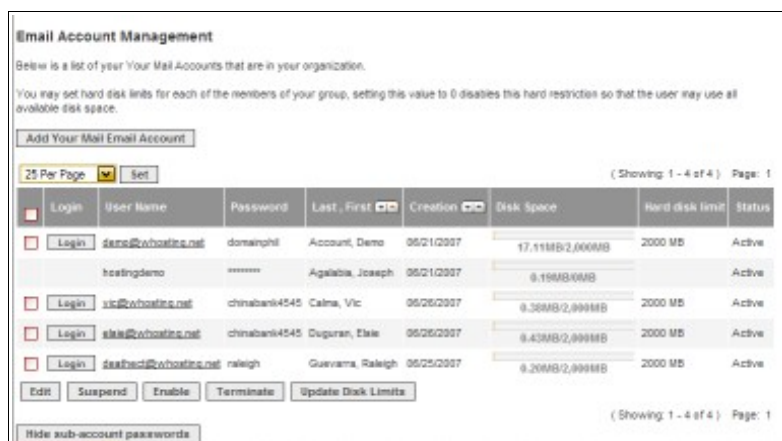 Email Account Management
Below is a list of your Your Mail Accounts that are in your organization.
You may set hard disk limits for each of the members of your group, setting this value to 0 disables this hard restriction so that the user may use all
available disk space.
Add Your Mail Email Account
25 Per Page Set (Showing: 1 - 4 of 4) Page: 1
Login User Name Password Last , First Creation Disk Space Hard disk limit Status
Login demo@whosting.net domainphil Account, Demo 06/21/2007 17.11MB/2,000MB 2000 MB Active
hostingdemo ******** Agalabia, Joseph 06/21/2007 0.19MB/0MB Active
Login vic@whosting.net chinabank4545 Calma, Vic 06/26/2007 0.38MB/2,000MB 2000 MB Active
Login elsie@whosting.net chinabank4545 Duguran, Elsie 06/26/2007 0.43MB/2,000MB 2000 MB Active
Login deathect@whosting.net raleigh Guevarra, Raleigh 06/25/2007 0.20MB/2,000MB 2000 MB Active
Edit Suspend Enable Terminate Update Disk Limits
(Showing: 1 - 4 of 4) Page: 1
Hide sub-account passwords